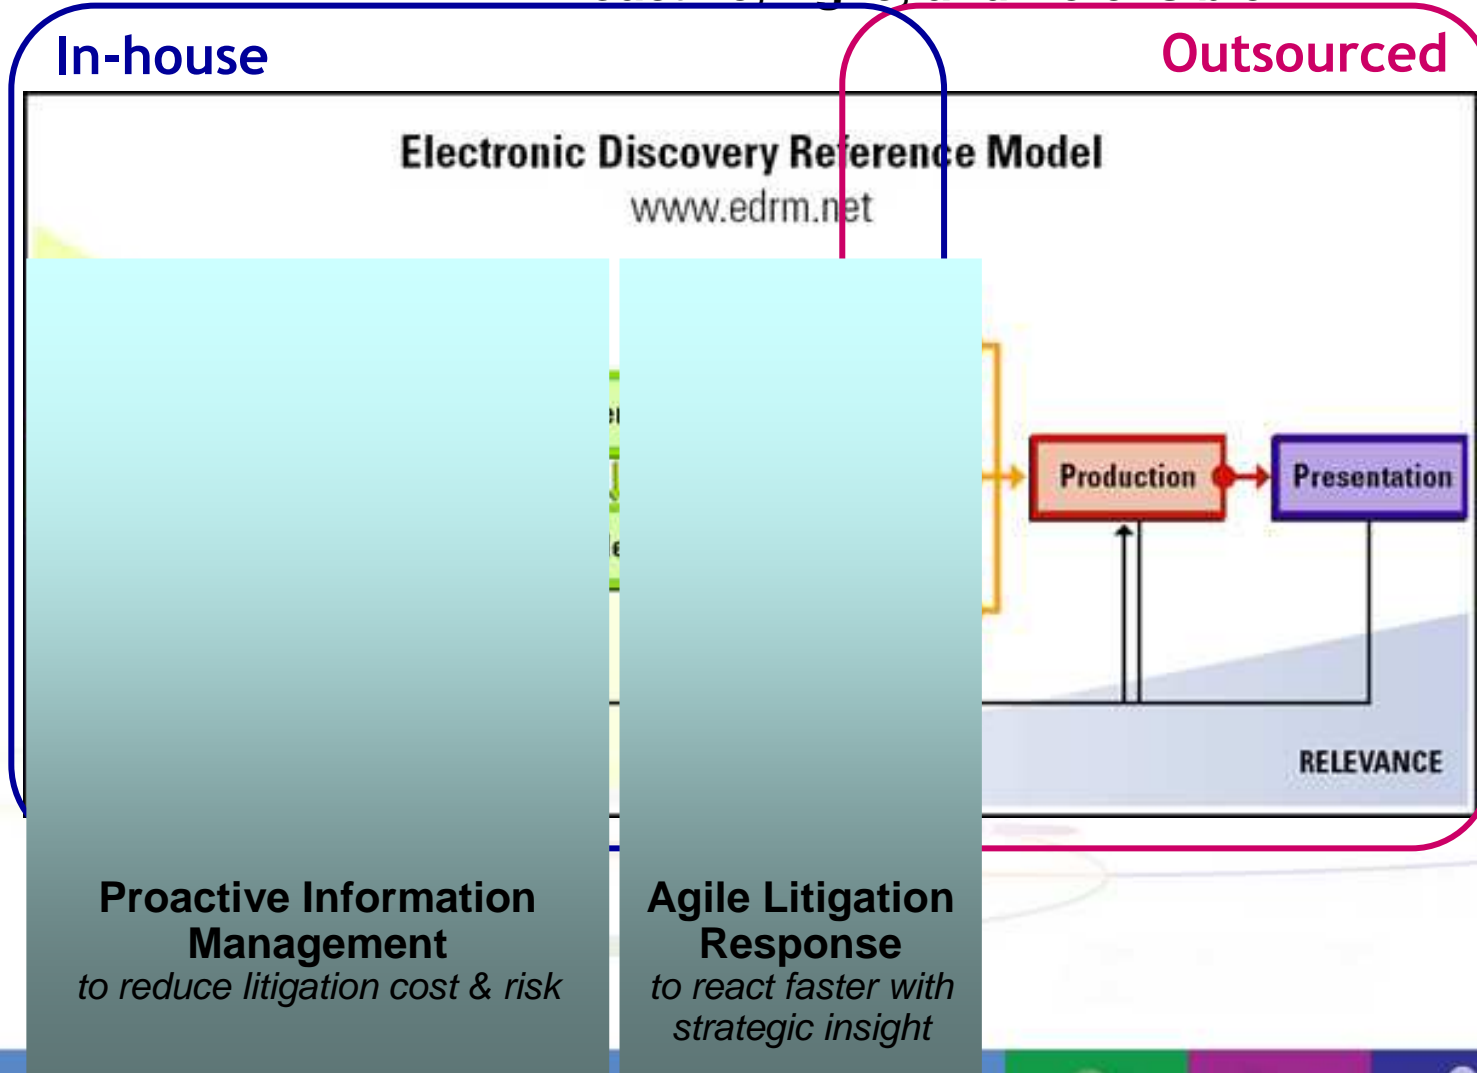 In-house
Outsourced
Electronic Discovery Reference Model
www.edrm.net
Production
Presentation
RELEVANCE
Proactive Information
Management
to reduce litigation cost & risk
Agile Litigation
Response
to react faster with
strategic insight